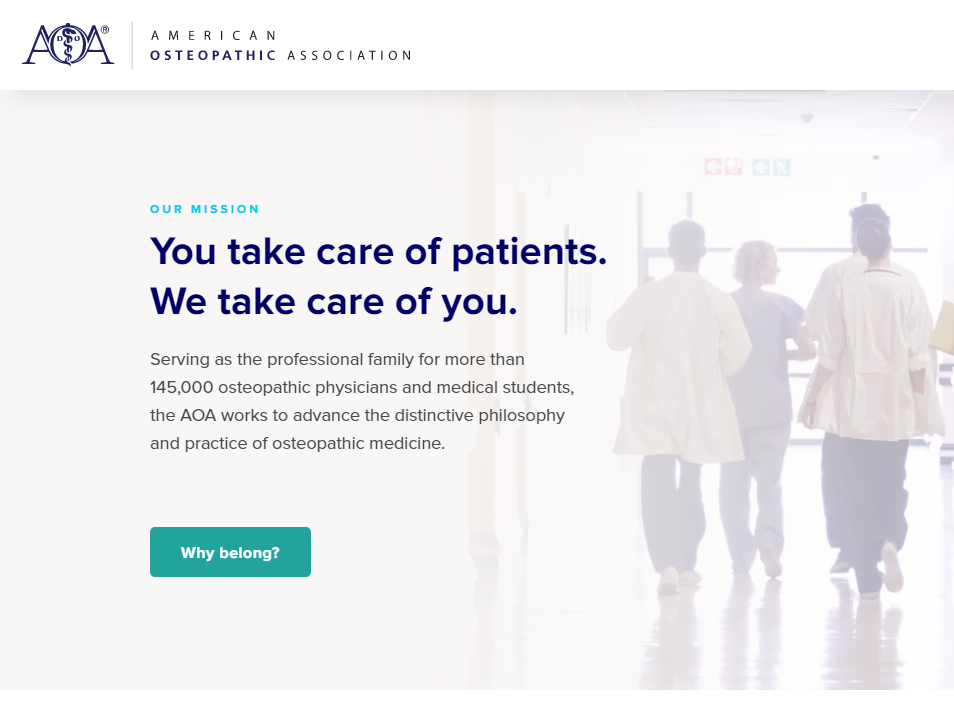 AOA®
DO
AMERICAN
OSTEOPATHIC ASSOCIATION
OUR MISSION
You take care of patients.
We take care of you.
Serving as the professional family for more than
145,000 osteopathic physicians and medical students,
the AOA works to advance the distinctive philosophy
and practice of osteopathic medicine.
Why belong?